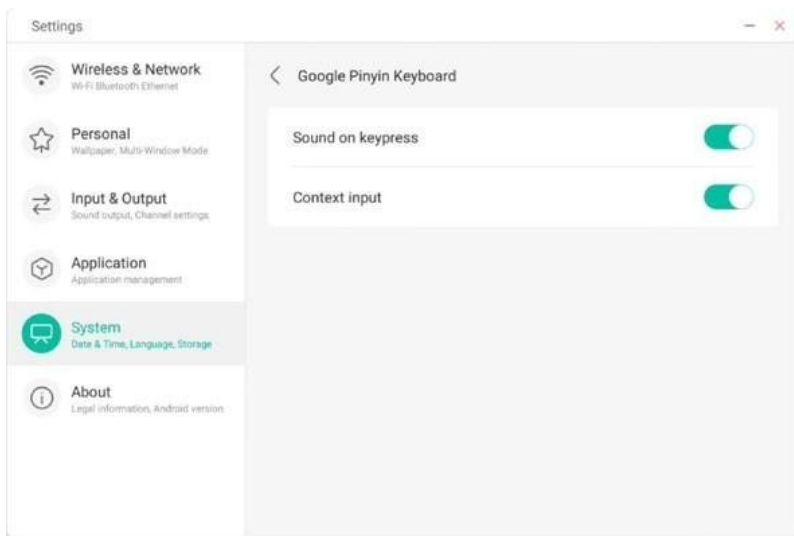 Settings
Wireless & Network
Wi-Fi Bluetooth Ethernet
Personal
Wallpaper, Multi-Window Mode
Input & Output
Sound output, Channel settings
Application
Application management
System
Date & Time, Language, Storage
About
Legal information, Android version
Google Pinyin Keyboard
Sound on keypress
Context input